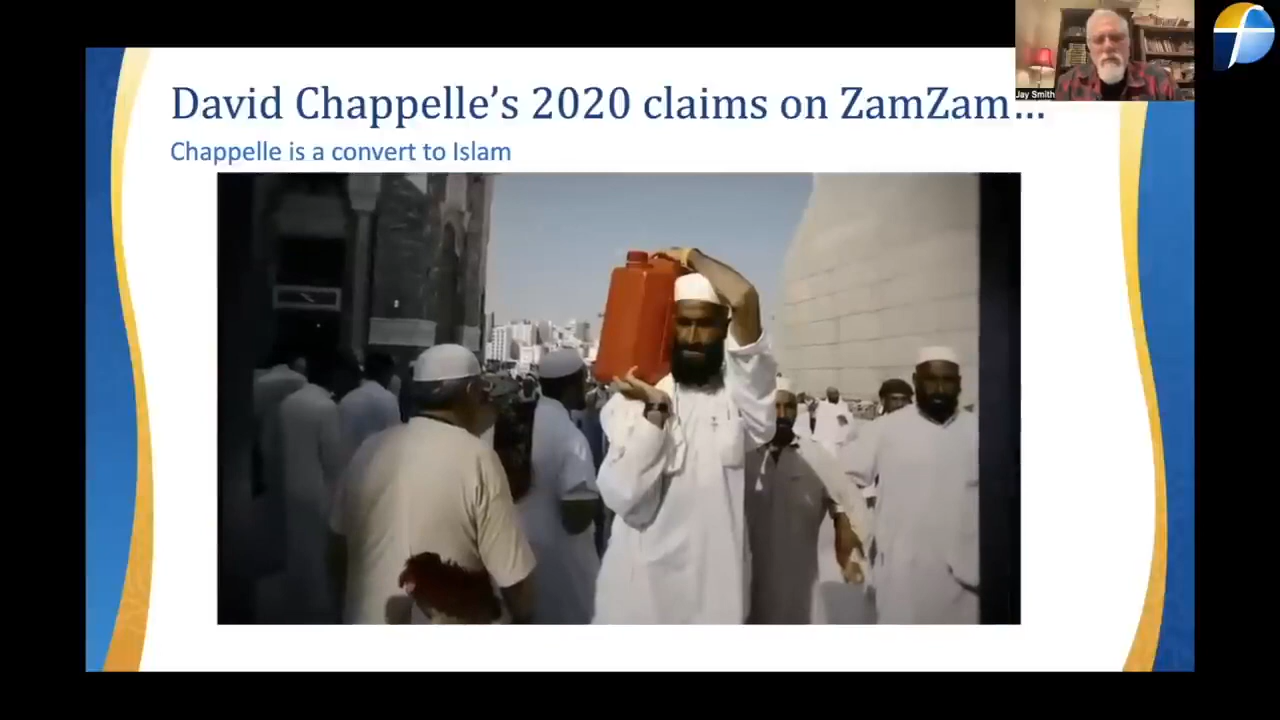 David Chappelle’s 2020 claims on ZamZam…
Chappelle is a convert to Islam
Jay Smith